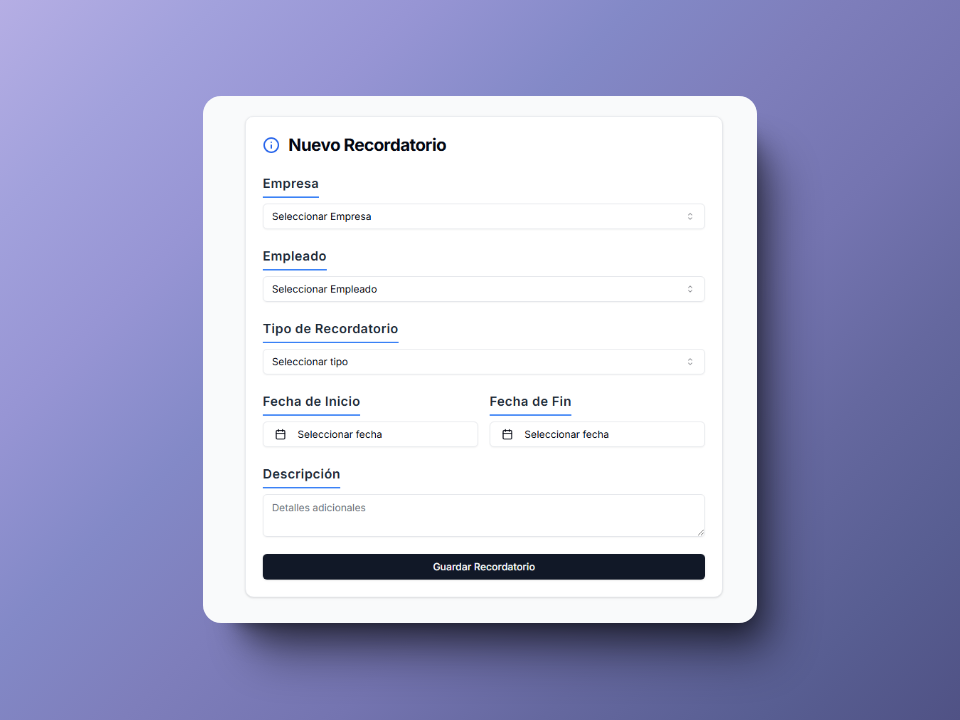 Nuevo Recordatorio
Empresa
Seleccionar Empresa
Empleado
Seleccionar Empleado
Tipo de Recordatorio
Seleccionar tipo
Fecha de Inicio
Fecha de Fin
Seleccionar fecha
Seleccionar fecha
Descripción
Detalles adicionales
Guardar Recordatorio